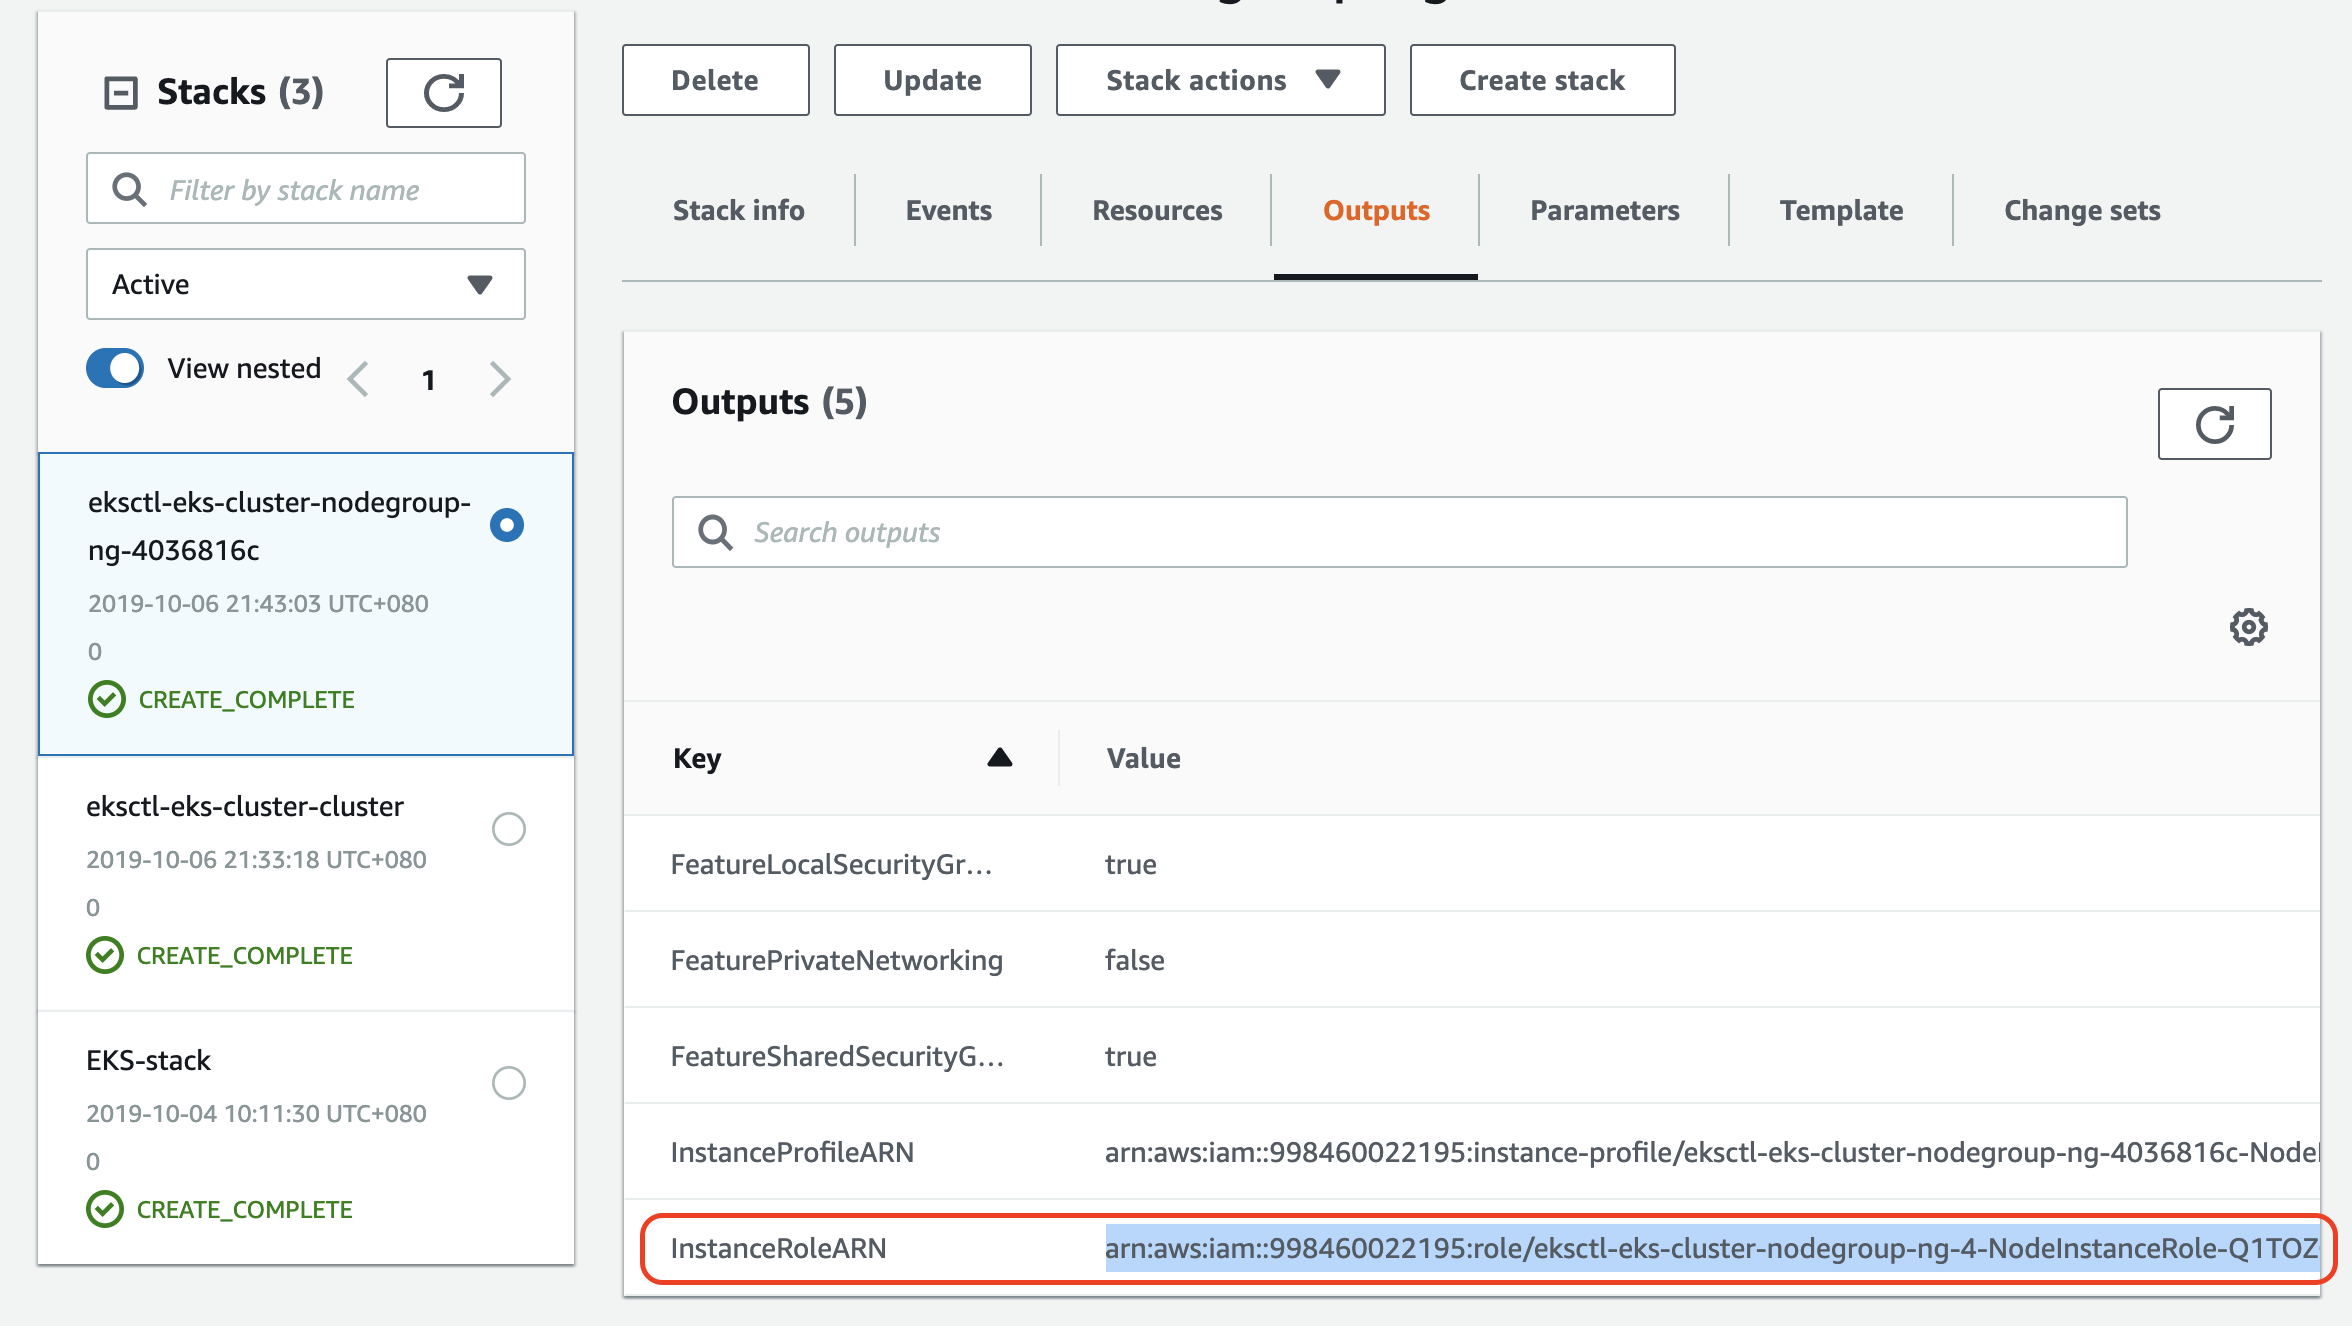 Stacks (3)
Filter by stack name
Active
View nested
1
eksctl-eks-cluster-nodegroup-
ng-4036816c
2019-10-06 21:43:03 UTC+080
0
CREATE_COMPLETE
eksctl-eks-cluster-cluster
2019-10-06 21:33:18 UTC+080
0
CREATE_COMPLETE
EKS-stack
2019-10-04 10:11:30 UTC+080
0
CREATE_COMPLETE
Delete
Update
Stack actions
Create stack
Stack info
Events
Resources
Outputs
Parameters
Template
Change sets
Outputs (5)
Search outputs
Key
Value
FeatureLocalSecurityGr...
true
FeaturePrivateNetworking
false
FeatureSharedSecurityG...
true
InstanceProfileARN
arn:aws:iam::998460022195:instance-profile/eksctl-eks-cluster-nodegroup-ng-4036816c-Node
InstanceRoleARN
arn:aws:iam::998460022195:role/eksctl-eks-cluster-nodegroup-ng-4-NodeInstanceRole-Q1TOZ